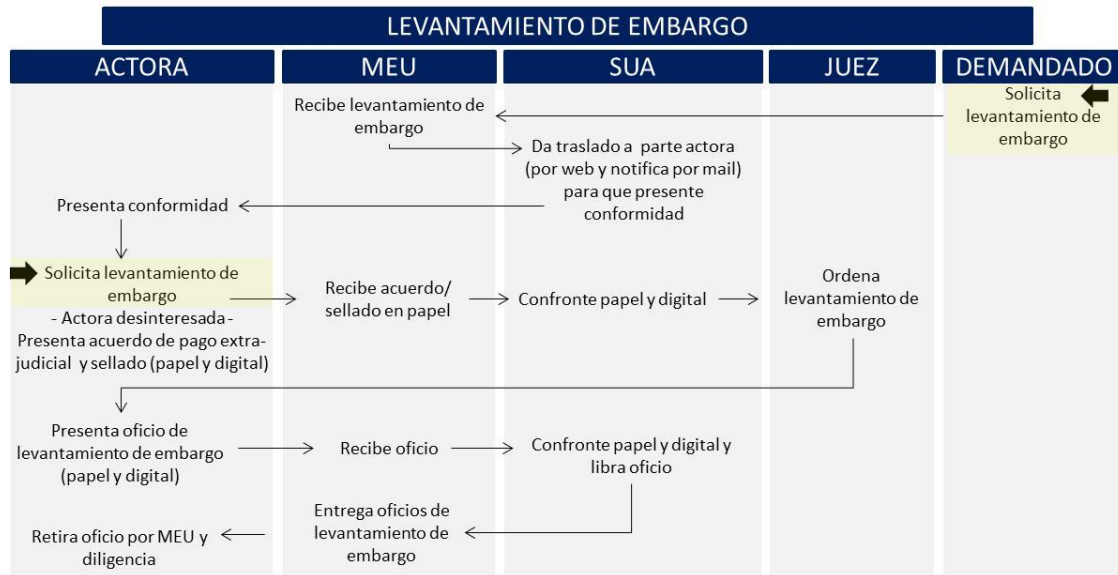 LEVANTAMIENTO DE EMBARGO
ACTORA
MEU
SUA
JUEZ
DEMANDADO
Solicita
levantamiento de
embargo
Recibe levantamiento de
embargo
Da traslado a parte actora
(por web y notifica por mail)
para que presente
conformidad
Presenta conformidad
Solicita levantamiento de
embargo
- Actora desinteresada -
Presenta acuerdo de pago extra-
judicial y sellado (papel y digital)
Recibe acuerdo/
sellado en papel
Confronte papel y digital
Ordena
levantamiento de
embargo
Presenta oficio de
levantamiento de embargo
(papel y digital)
Recibe oficio
Confronte papel y digital y
libra oficio
Entrega oficios de
levantamiento de
embargo
Retira oficio por MEU y
diligencia